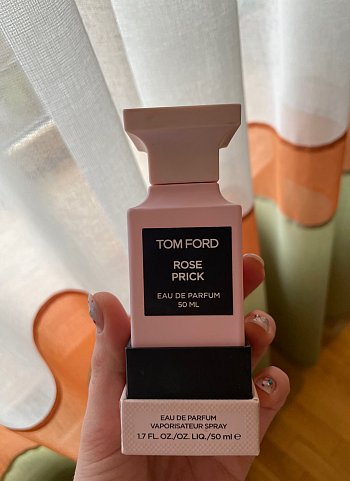 TOM FORD
ROSE
PRICK
EAU DE PARFUM
50 ML
EAU DE PARFUM
VAPORISATEUR SPRAY
1.7 FL. OZ./OZ. LIQ./50 ml ℮